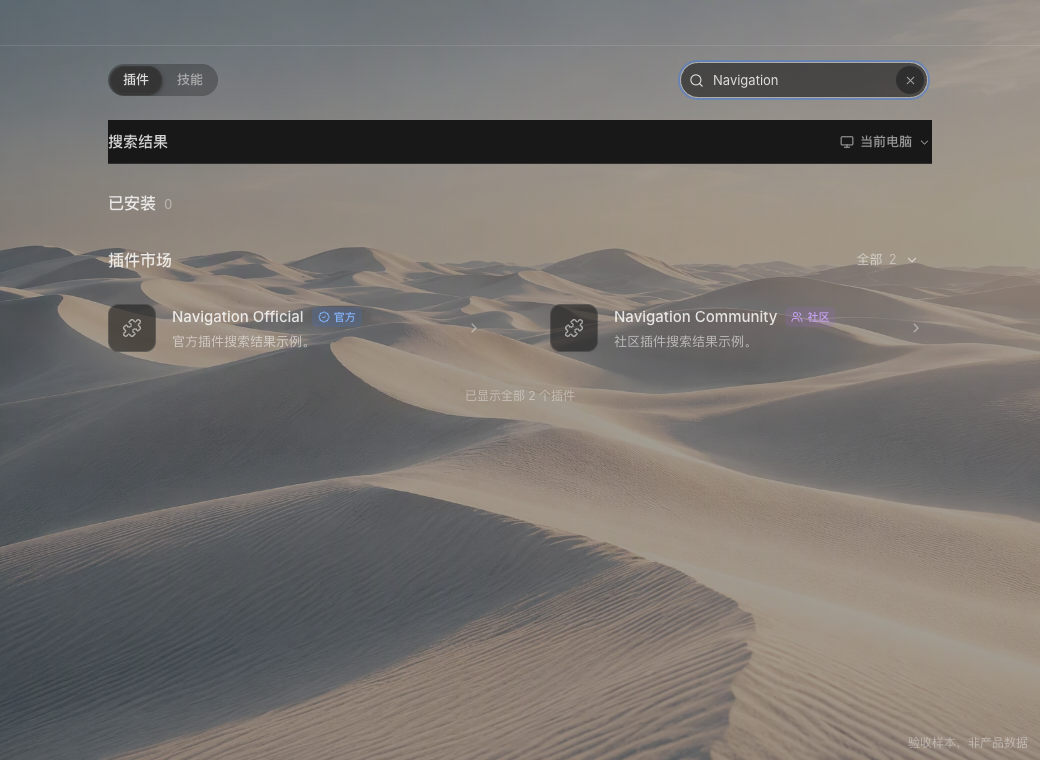 插件 技能
Navigation
搜索结果
当前电脑
已安装 0
插件市场
全部 2
Navigation Official 官方
官方插件搜索结果示例。
Navigation Community 社区
社区插件搜索结果示例。
已显示全部 2 个插件
验收样本，非产品数据